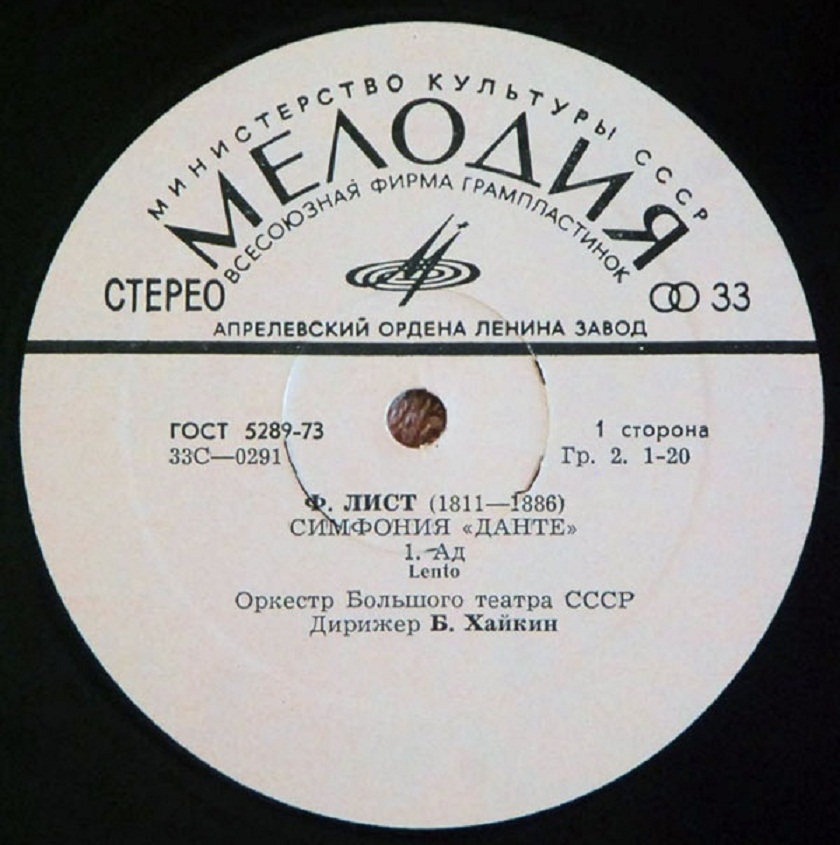 МИНИСТЕРСТВО КУЛЬТУРЫ СССР
МЕЛОДИЯ
ВСЕСОЮЗНАЯ ФИРМА ГРАМПЛАСТИНОК
СТЕРЕО
33
АПРЕЛЕВСКИЙ ОРДЕНА ЛЕНИНА ЗАВОД
ГОСТ 5289-73
1 сторона
33С—0291
Гр. 2. 1-20
Ф. ЛИСТ (1811—1886)
СИМФОНИЯ «ДАНТЕ»
1. Ад
Lento
Оркестр Большого театра СССР
Дирижер Б. Хайкин